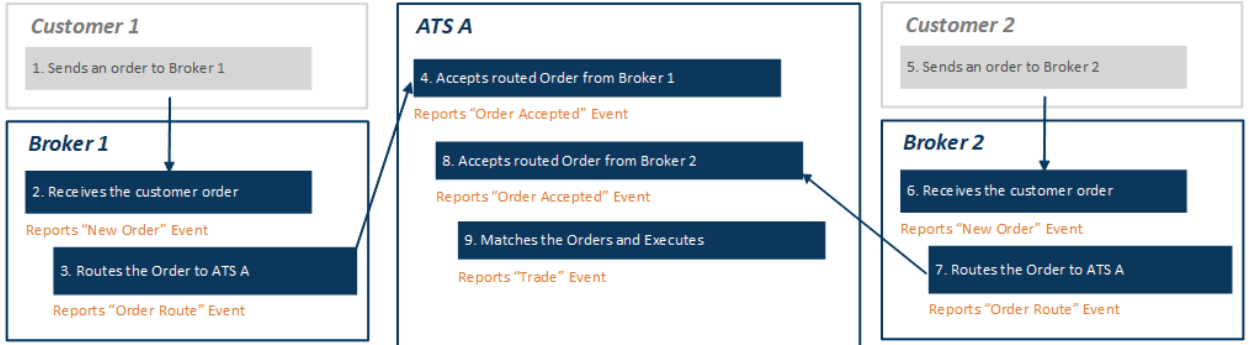 Customer 1
1. Sends an order to Broker 1
Broker 1
2. Receives the customer order
Reports “New Order” Event
3. Routes the Order to ATS A
Reports “Order Route” Event
ATS A
4. Accepts routed Order from Broker 1
Reports “Order Accepted” Event
8. Accepts routed Order from Broker 2
Reports “Order Accepted” Event
9. Matches the Orders and Executes
Reports “Trade” Event
Customer 2
5. Sends an order to Broker 2
Broker 2
6. Receives the customer order
Reports “New Order” Event
7. Routes the Order to ATS A
Reports “Order Route” Event